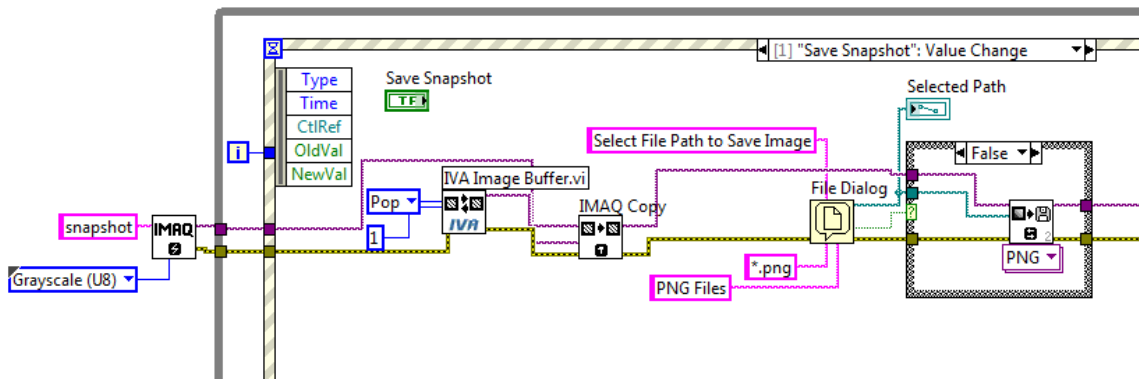 [1] "Save Snapshot": Value Change
Type
Time
CtlRef
OldVal
NewVal
Save Snapshot
TF
Selected Path
Select File Path to Save Image
False
i
IVA Image Buffer.vi
Pop
IVA
1
IMAQ Copy
File Dialog
?
snapshot
IMAQ
Grayscale (U8)
*.png
PNG Files
2
PNG